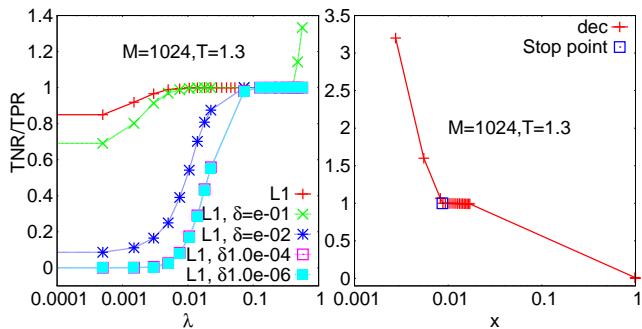 1.4
1.2
1
0.8
0.6
0.4
0.2
0
TNR/TPR
M=1024,T=1.3
L1
L1, δ=e-01
L1, δ=e-02
L1, δ1.0e-04
L1, δ1.0e-06
0.0001
0.001
0.01
0.1
1
λ
3.5
3
2.5
2
1.5
1
0.5
0
dec
Stop point
M=1024,T=1.3
0.001
0.01
0.1
1
x